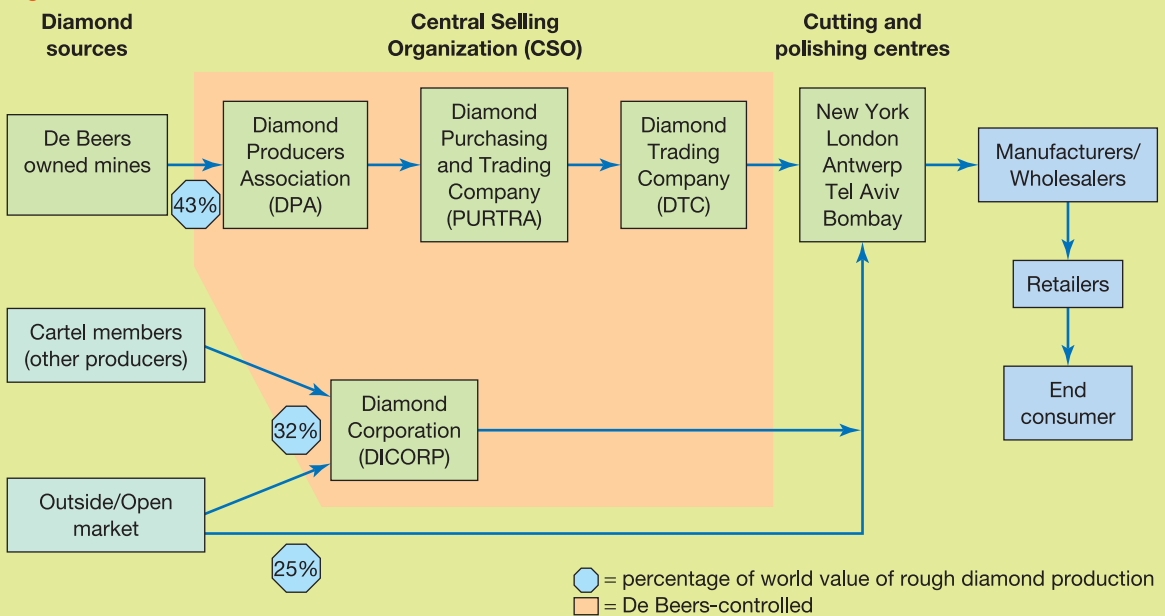 Diamond
sources
Central Selling
Organization (CSO)
Cutting and
polishing centres
De Beers
owned mines
43%
Diamond
Producers
Association
(DPA)
Diamond
Purchasing
and Trading
Company
(PURTRA)
Diamond
Trading
Company
(DTC)
New York
London
Antwerp
Tel Aviv
Bombay
Manufacturers/
Wholesalers
Retailers
End
consumer
Cartel members
(other producers)
32%
Diamond
Corporation
(DICORP)
Outside/Open
market
25%
= percentage of world value of rough diamond production
= De Beers-controlled